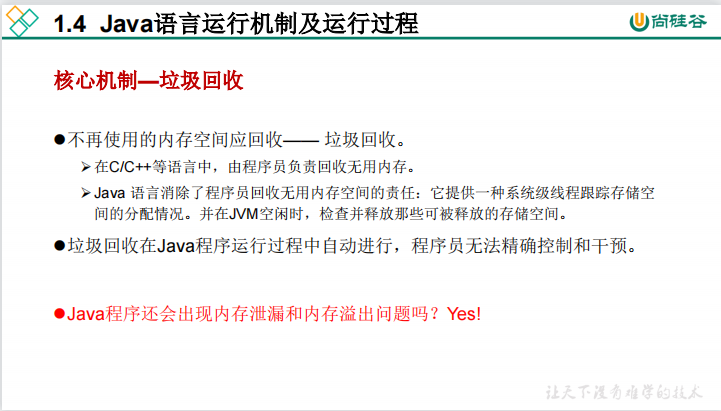 1.4 Java语言运行机制及运行过程
尚硅谷
核心机制—垃圾回收
●不再使用的内存空间应回收—— 垃圾回收。
➢在C/C++等语言中，由程序员负责回收无用内存。
➢Java 语言消除了程序员回收无用内存空间的责任：它提供一种系统级线程跟踪存储空
间的分配情况。并在JVM空闲时，检查并释放那些可被释放的存储空间。
●垃圾回收在Java程序运行过程中自动进行，程序员无法精确控制和干预。
●Java程序还会出现内存泄漏和内存溢出问题吗？Yes!
让天下没有难学的技术